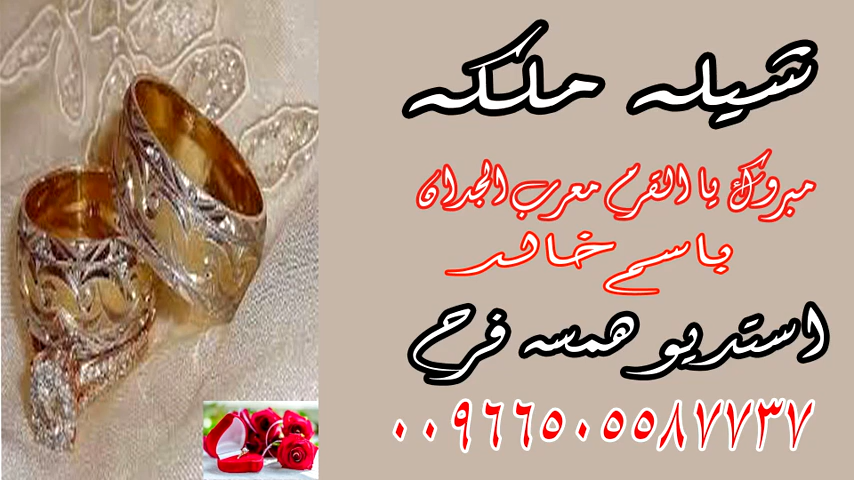 شيله ملكه
مبروك يا القرم معرب الجدان
باسم خالد
استديو همسه فرح
٠٠٩٦٦٥٠٥٥٨٧٧٣٧